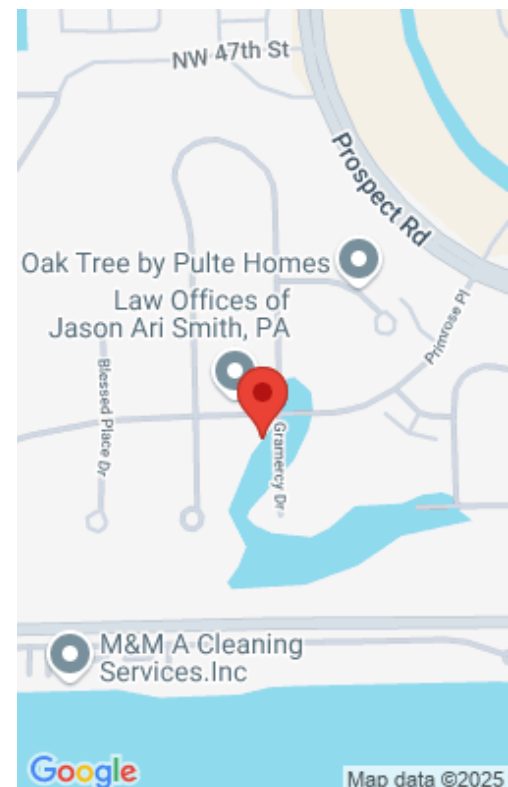 NW 47th St
Prospect Rd
Oak Tree by Pulte Homes
Law Offices of
Jason Ari Smith, PA
Primrose Pl
Blessed Place Dr
Gramercy Dr
M&M A Cleaning
Services.Inc
Google
Map data ©2025